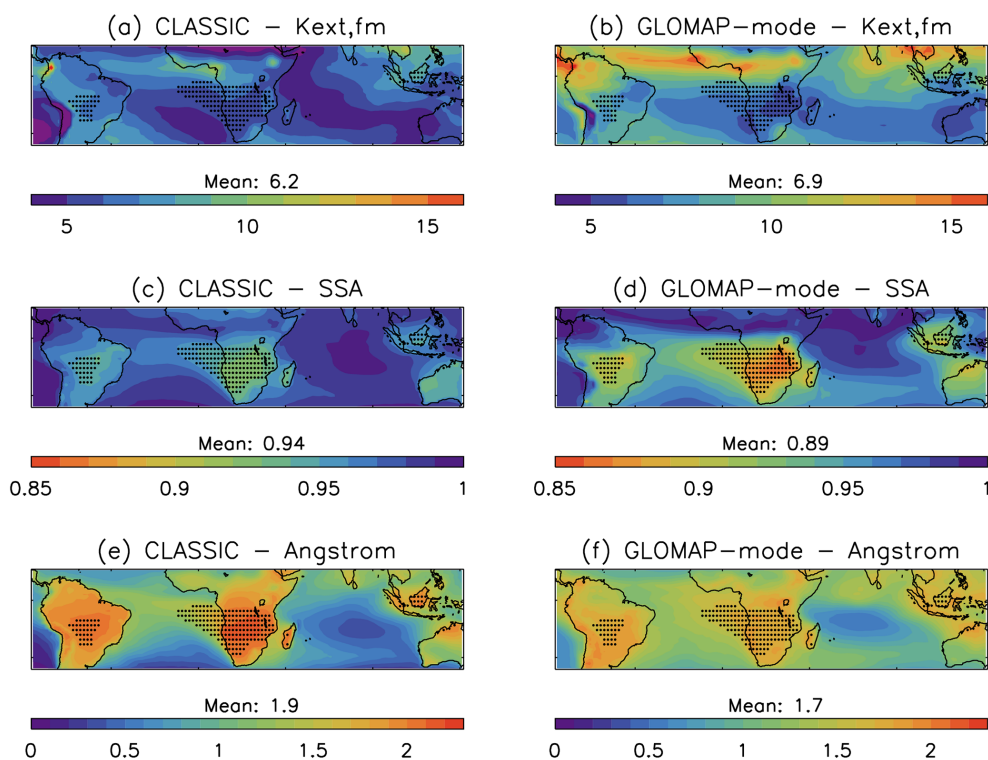 (a) CLASSIC – Kext,fm
(b) GLOMAP–mode – Kext,fm
Mean: 6.2
Mean: 6.9
5 10 15
5 10 15
(c) CLASSIC – SSA
(d) GLOMAP–mode – SSA
Mean: 0.94
Mean: 0.89
0.85 0.9 0.95 1
0.85 0.9 0.95 1
(e) CLASSIC – Angstrom
(f) GLOMAP–mode – Angstrom
Mean: 1.9
Mean: 1.7
0 0.5 1 1.5 2
0 0.5 1 1.5 2